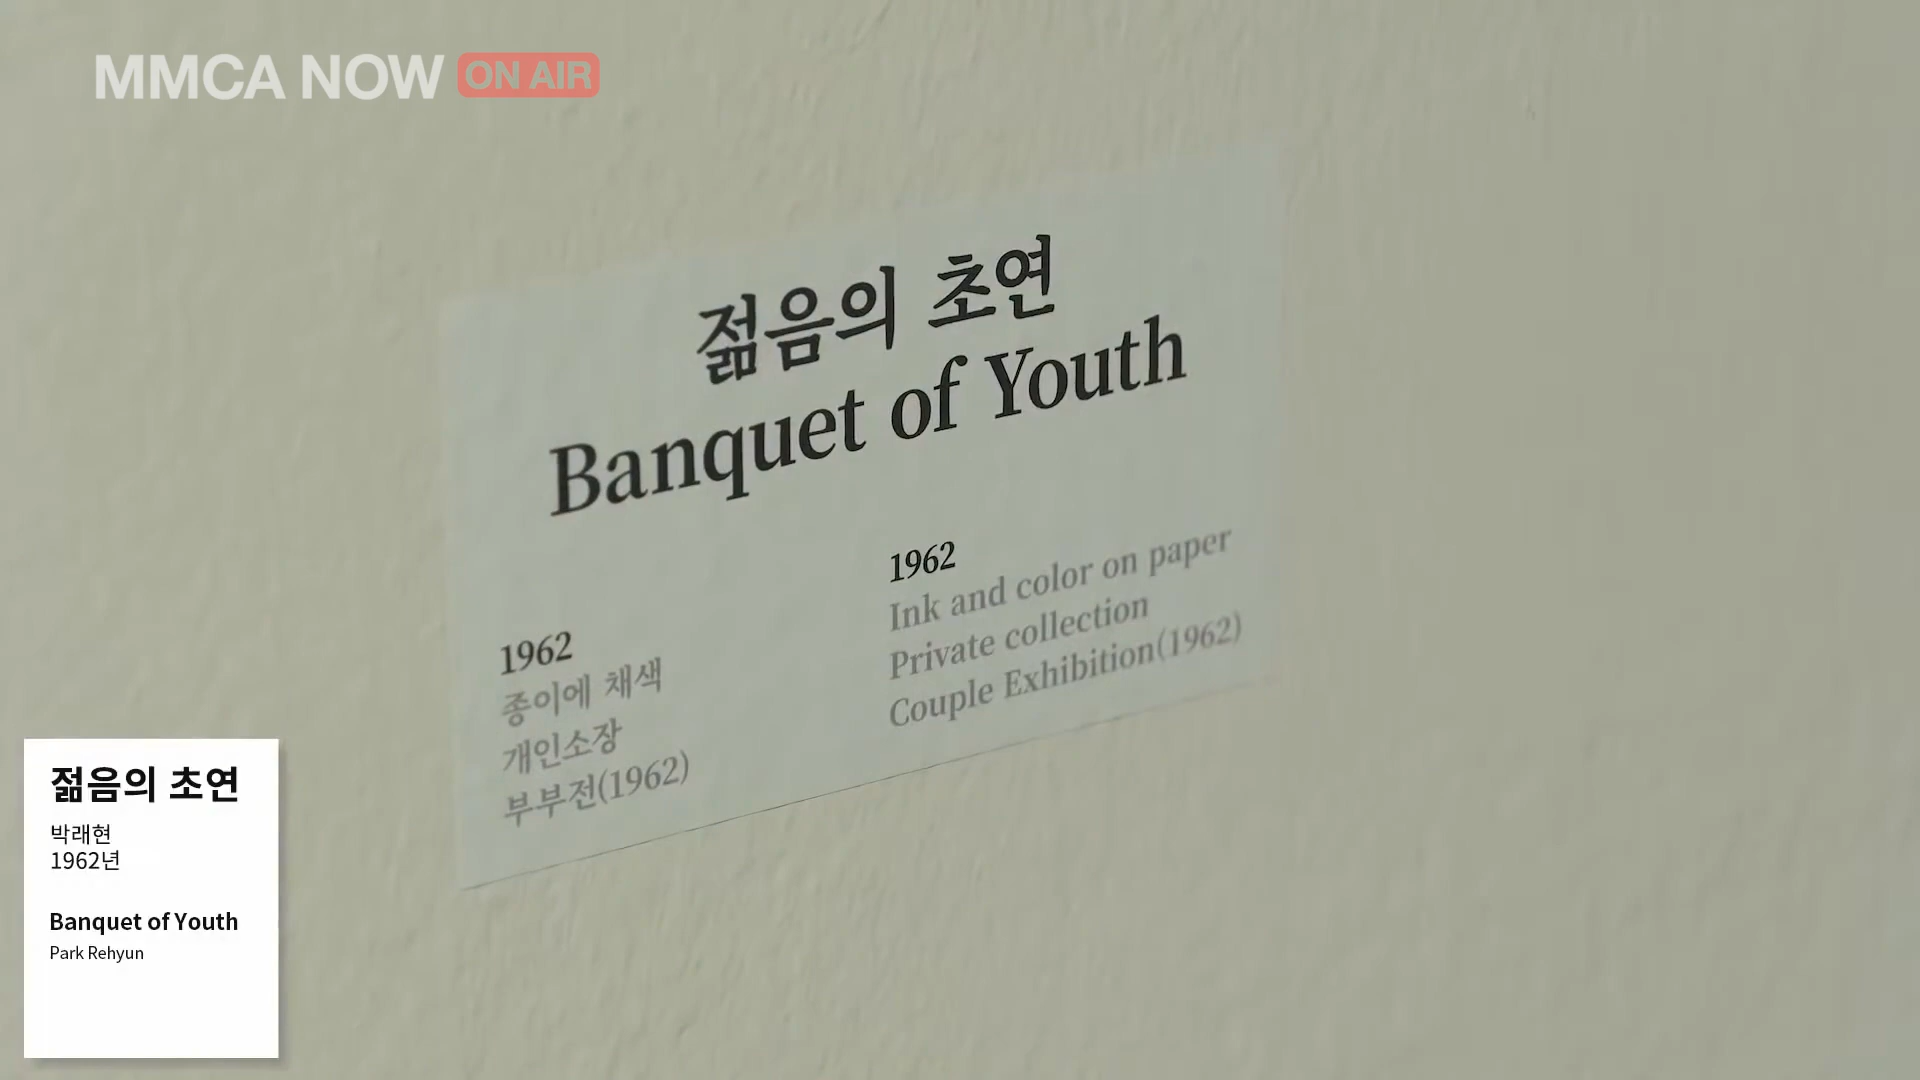 MMCA NOW ON AIR
젊음의 초연
Banquet of Youth
1962
종이에 채색
개인소장
부부전(1962)
1962
Ink and color on paper
Private collection
Couple Exhibition(1962)
젊음의 초연
박래현
1962년
Banquet of Youth
Park Rehyun